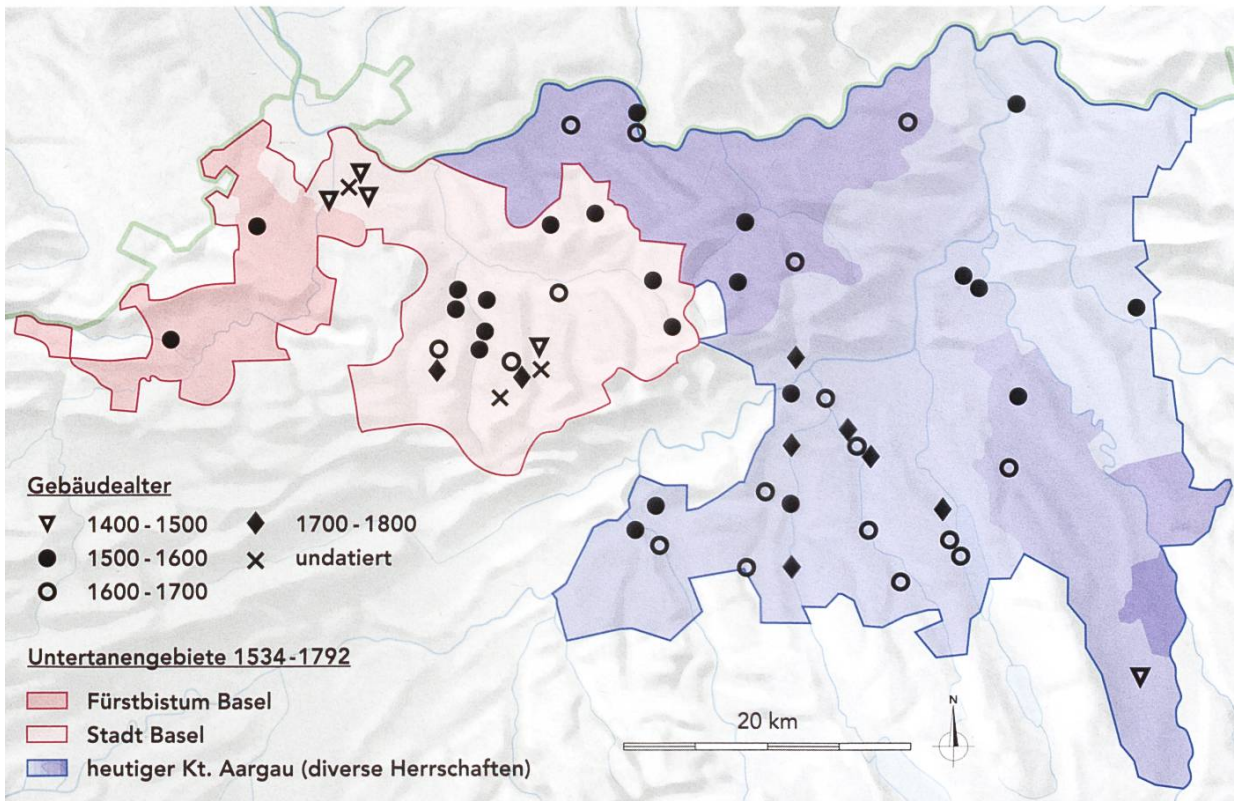 Gebäudealter
1400 - 1500
1700 - 1800
1500 - 1600
undatiert
1600 - 1700
Untertanengebiete 1534 - 1792
Fürstbistum Basel
Stadt Basel
heutiger Kt. Aargau (diverse Herrschaften)
20 km
N